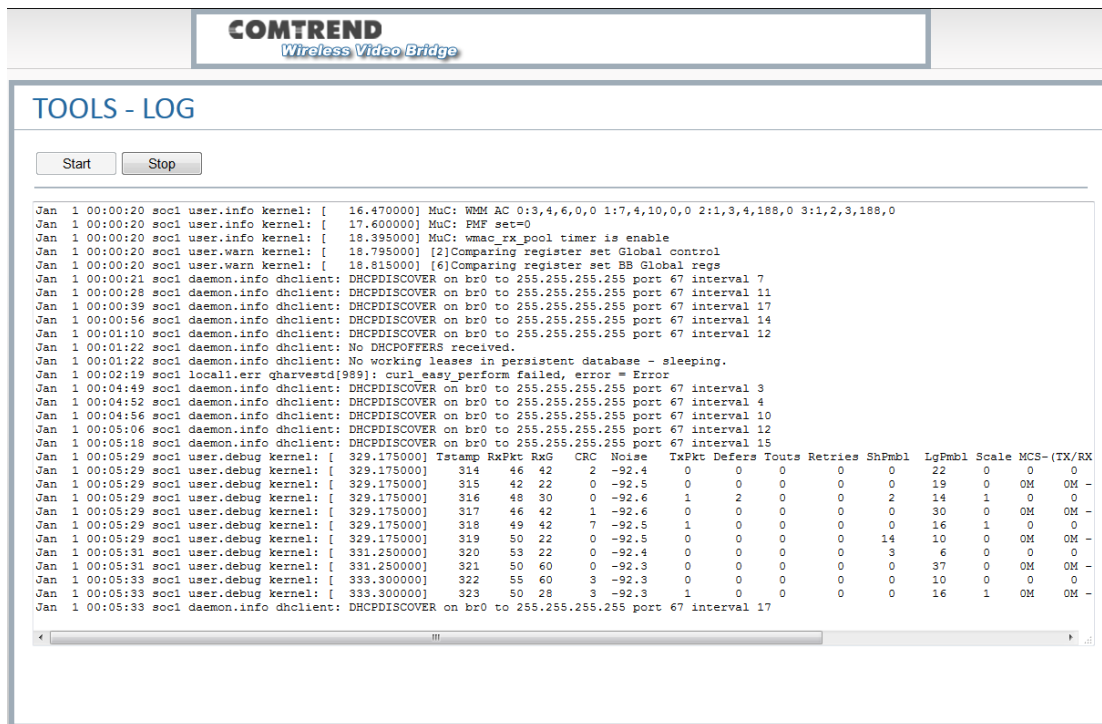 COMTREND
Wireless Video Bridge
TOOLS - LOG
Start Stop
Jan  1 00:00:20 soc1 user.info kernel: [   16.470000] MuC: WMM AC 0:3,4,6,0,0 1:7,4,10,0,0 2:1,3,4,188,0 3:1,2,3,188,0
Jan  1 00:00:20 soc1 user.info kernel: [   17.600000] MuC: PMF set=0
Jan  1 00:00:20 soc1 user.info kernel: [   18.395000] MuC: wmac_rx_pool timer is enable
Jan  1 00:00:20 soc1 user.warn kernel: [   18.795000] [2]Comparing register set Global control
Jan  1 00:00:20 soc1 user.warn kernel: [   18.815000] [6]Comparing register set BB Global regs
Jan  1 00:00:21 soc1 daemon.info dhclient: DHCPDISCOVER on br0 to 255.255.255.255 port 67 interval 7
Jan  1 00:00:28 soc1 daemon.info dhclient: DHCPDISCOVER on br0 to 255.255.255.255 port 67 interval 11
Jan  1 00:00:39 soc1 daemon.info dhclient: DHCPDISCOVER on br0 to 255.255.255.255 port 67 interval 17
Jan  1 00:00:56 soc1 daemon.info dhclient: DHCPDISCOVER on br0 to 255.255.255.255 port 67 interval 14
Jan  1 00:01:10 soc1 daemon.info dhclient: DHCPDISCOVER on br0 to 255.255.255.255 port 67 interval 12
Jan  1 00:01:22 soc1 daemon.info dhclient: No DHCPOFFERS received.
Jan  1 00:01:22 soc1 daemon.info dhclient: No working leases in persistent database - sleeping.
Jan  1 00:02:19 soc1 local1.err qharvestd[989]: curl_easy_perform failed, error = Error
Jan  1 00:04:49 soc1 daemon.info dhclient: DHCPDISCOVER on br0 to 255.255.255.255 port 67 interval 3
Jan  1 00:04:52 soc1 daemon.info dhclient: DHCPDISCOVER on br0 to 255.255.255.255 port 67 interval 4
Jan  1 00:04:56 soc1 daemon.info dhclient: DHCPDISCOVER on br0 to 255.255.255.255 port 67 interval 10
Jan  1 00:05:06 soc1 daemon.info dhclient: DHCPDISCOVER on br0 to 255.255.255.255 port 67 interval 12
Jan  1 00:05:18 soc1 daemon.info dhclient: DHCPDISCOVER on br0 to 255.255.255.255 port 67 interval 15
Jan  1 00:05:29 soc1 user.debug kernel: [  329.175000] Tstamp RxPkt RxG   CRC  Noise   TxPkt Defers Touts Retries ShPmbl  LgPmbl Scale MCS-(TX/RX
Jan  1 00:05:29 soc1 user.debug kernel: [  329.175000]    314    46  42     2  -92.4     0      0     0      0      0      22     0     0     0
Jan  1 00:05:29 soc1 user.debug kernel: [  329.175000]    315    42  22     0  -92.5     0      0     0      0      0      19     0    0M    0M -
Jan  1 00:05:29 soc1 user.debug kernel: [  329.175000]    316    48  30     0  -92.6     1      2     0      0      2      14     1     0     0
Jan  1 00:05:29 soc1 user.debug kernel: [  329.175000]    317    46  42     1  -92.6     0      0     0      0      0      30     0    0M    0M -
Jan  1 00:05:29 soc1 user.debug kernel: [  329.175000]    318    49  42     7  -92.5     1      0     0      0      0      16     1     0     0
Jan  1 00:05:29 soc1 user.debug kernel: [  329.175000]    319    50  22     0  -92.5     0      0     0      0     14      10     0    0M    0M -
Jan  1 00:05:31 soc1 user.debug kernel: [  331.250000]    320    53  22     0  -92.4     0      0     0      0      3       6     0     0     0
Jan  1 00:05:31 soc1 user.debug kernel: [  331.250000]    321    50  60     0  -92.3     0      0     0      0      0      37     0    0M    0M -
Jan  1 00:05:33 soc1 user.debug kernel: [  333.300000]    322    55  60     3  -92.3     0      0     0      0      0      10     0     0     0
Jan  1 00:05:33 soc1 user.debug kernel: [  333.300000]    323    50  28     3  -92.3     1      0     0      0      0      16     1    0M    0M -
Jan  1 00:05:33 soc1 daemon.info dhclient: DHCPDISCOVER on br0 to 255.255.255.255 port 67 interval 17